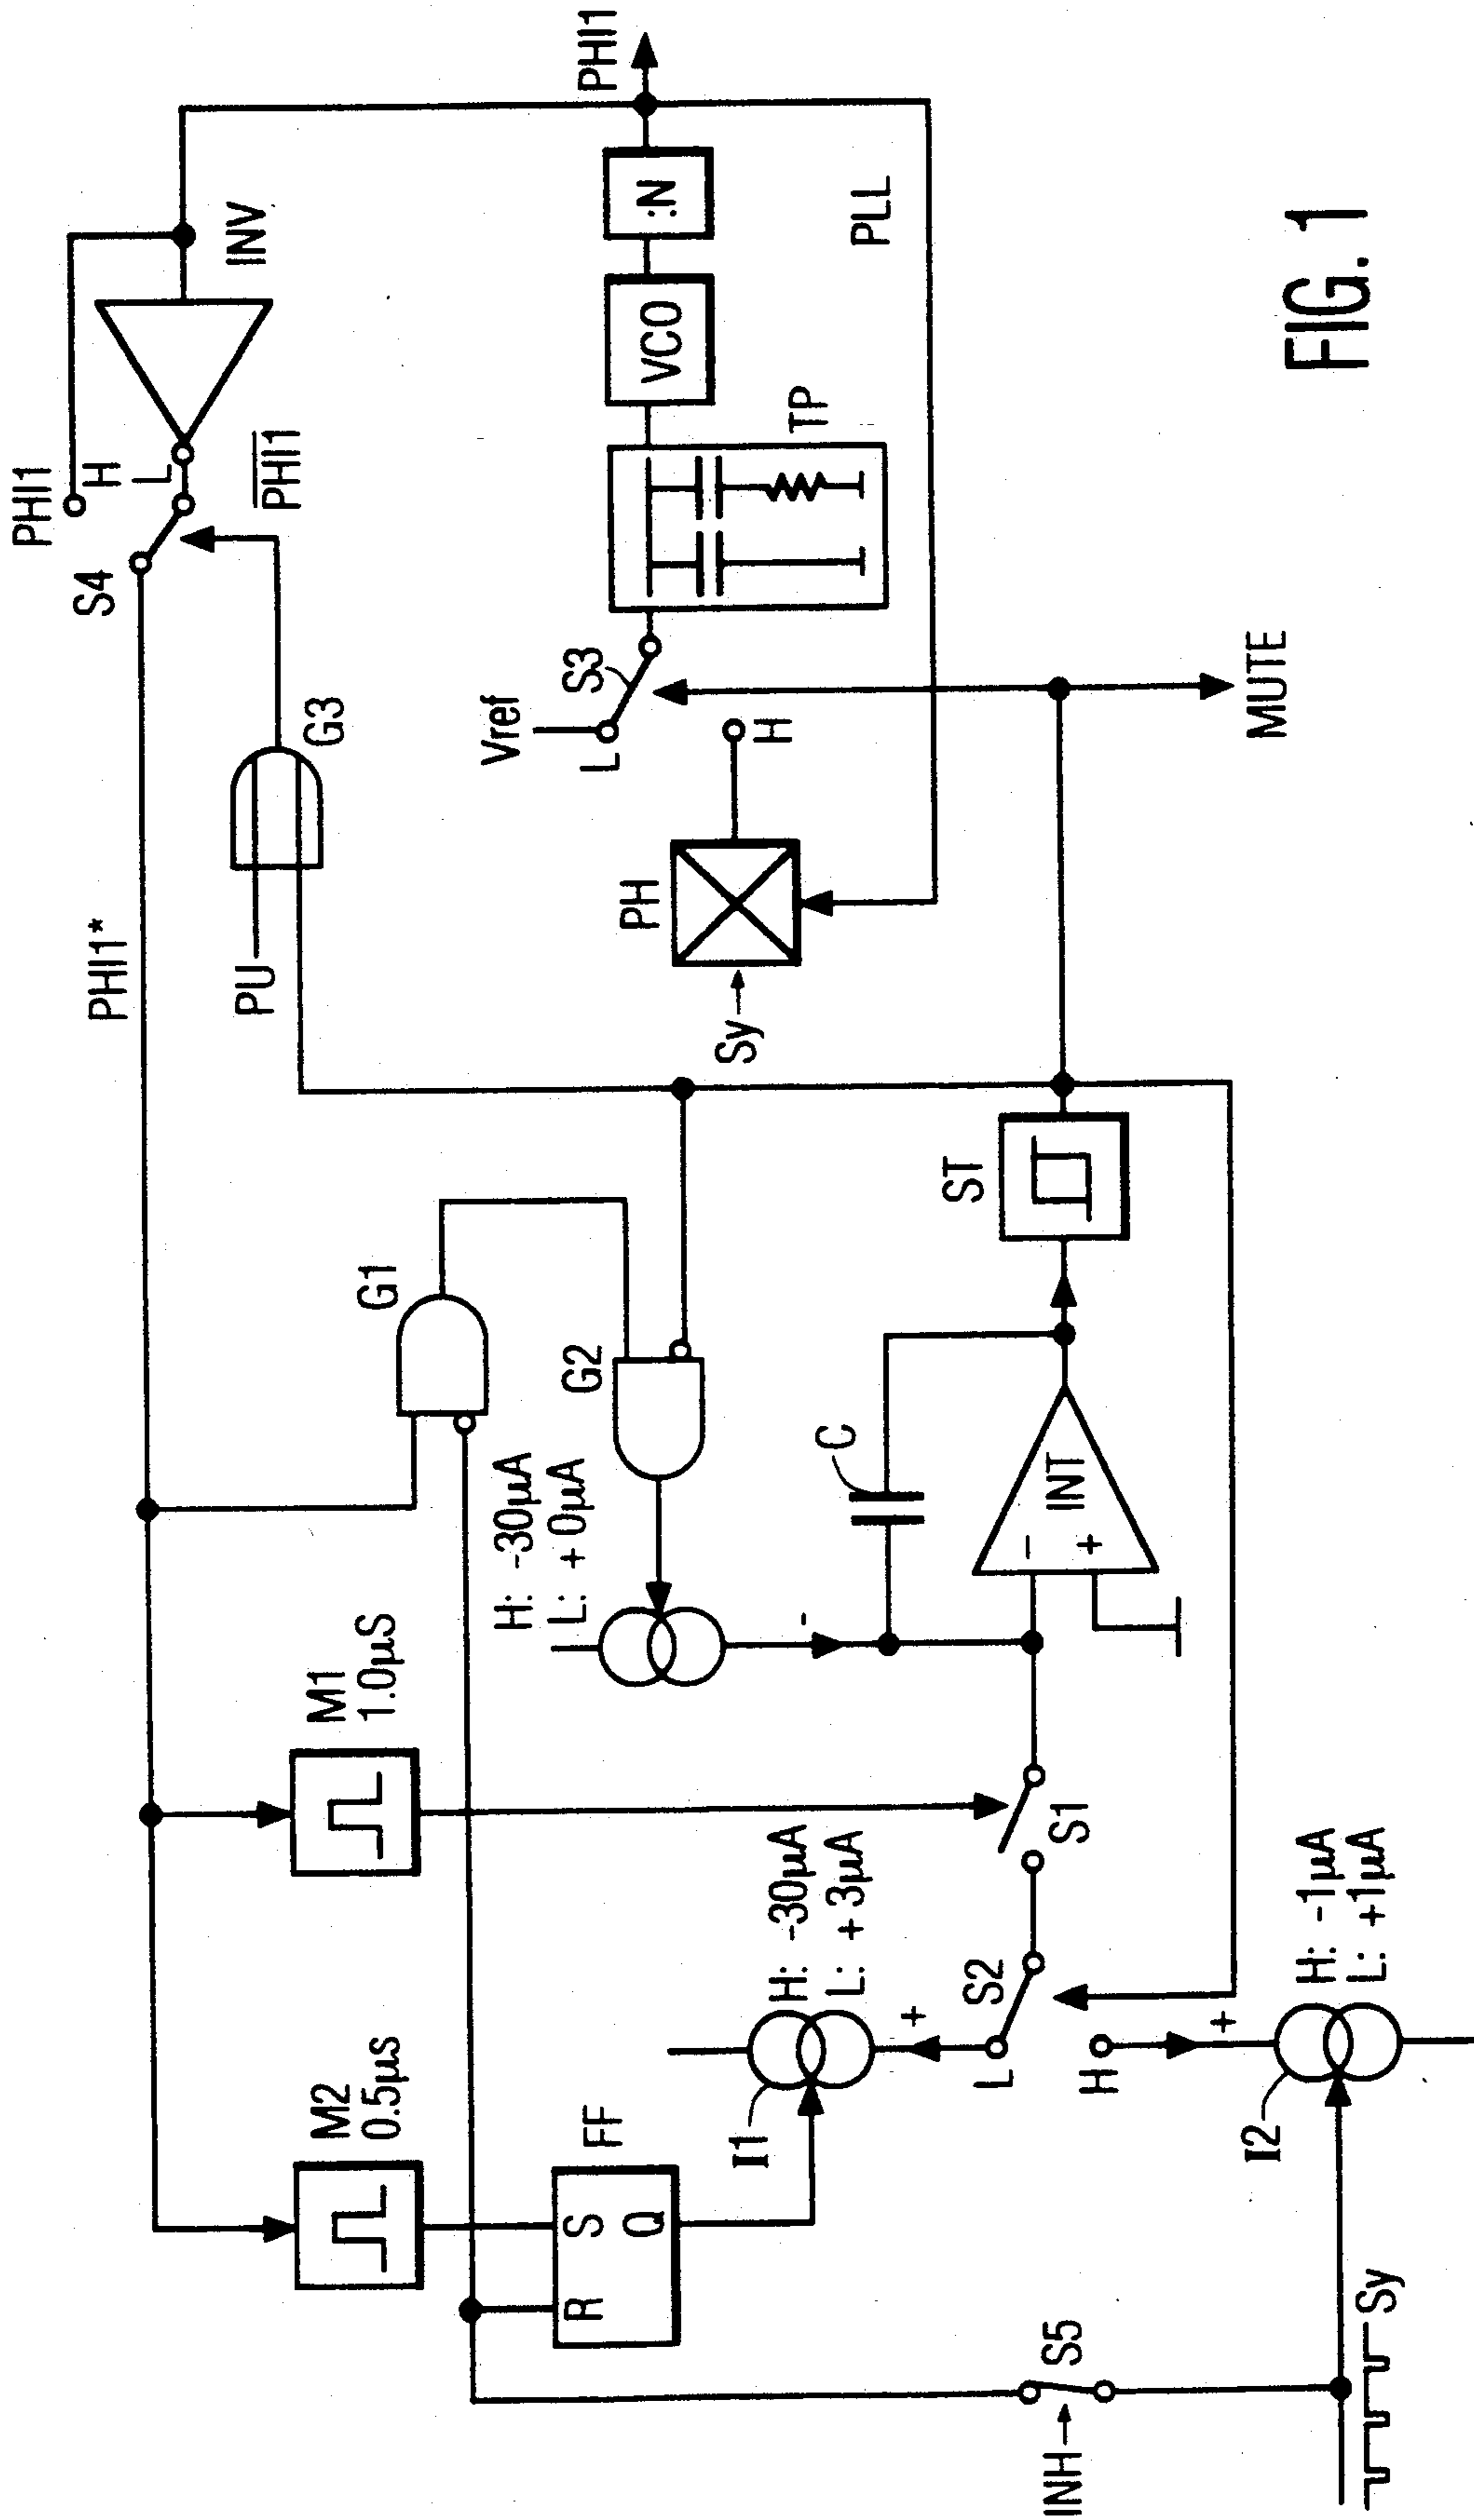 PHI1*
PHI1
H
L
S4
INV
PHI1
PU
G3
PHI1
M2
0.5µs
M1
1.0µS
G1
Vref
L
S3
VCO
:N
PH
H
TP
Sy
PLL
FF
R
S
Q
H: -30µA
L: +0µA
G2
-
I1
H: -30µA
L: +3µA
C
ST
+
S2
L
H
S1
INT
-
+
INH
S5
I2
+
H: -1µA
L: +1µA
MUTE
Sy
FIG. 1